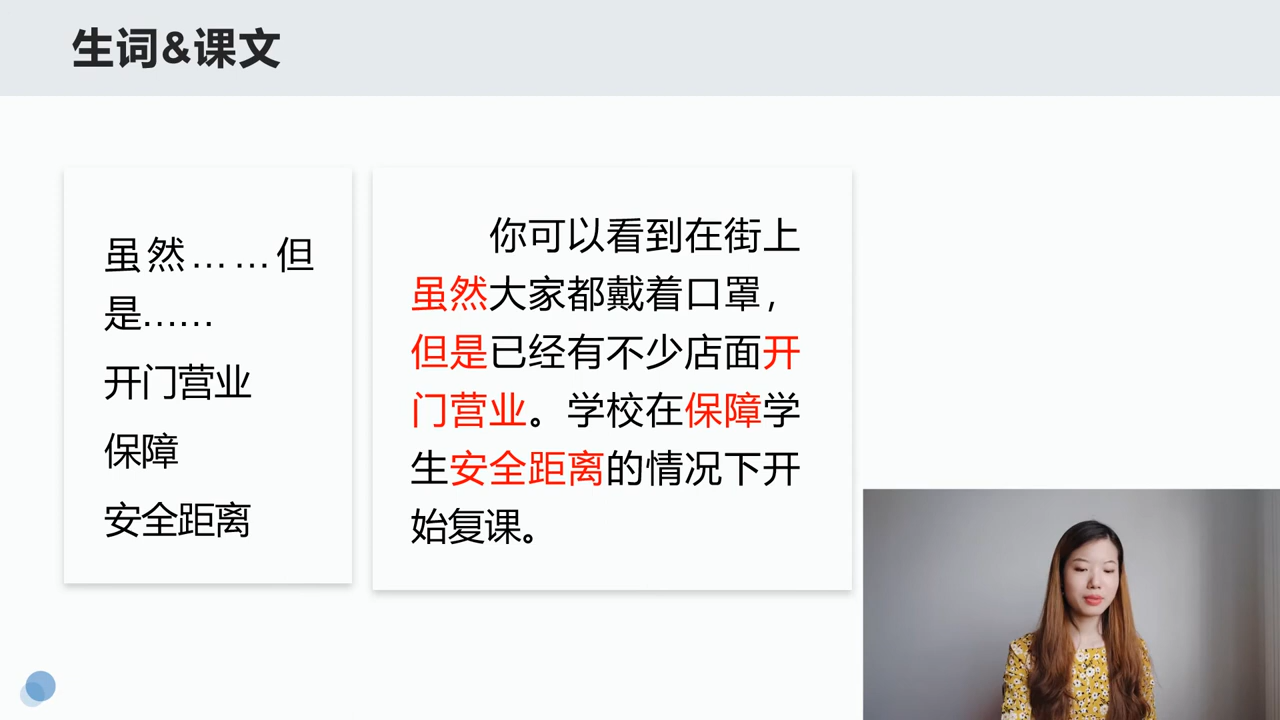 生词&课文
虽然……但
是……
开门营业
保障
安全距离
你可以看到在街上
虽然大家都戴着口罩，
但是已经有不少店面开
门营业。学校在保障学
生安全距离的情况下开
始复课。